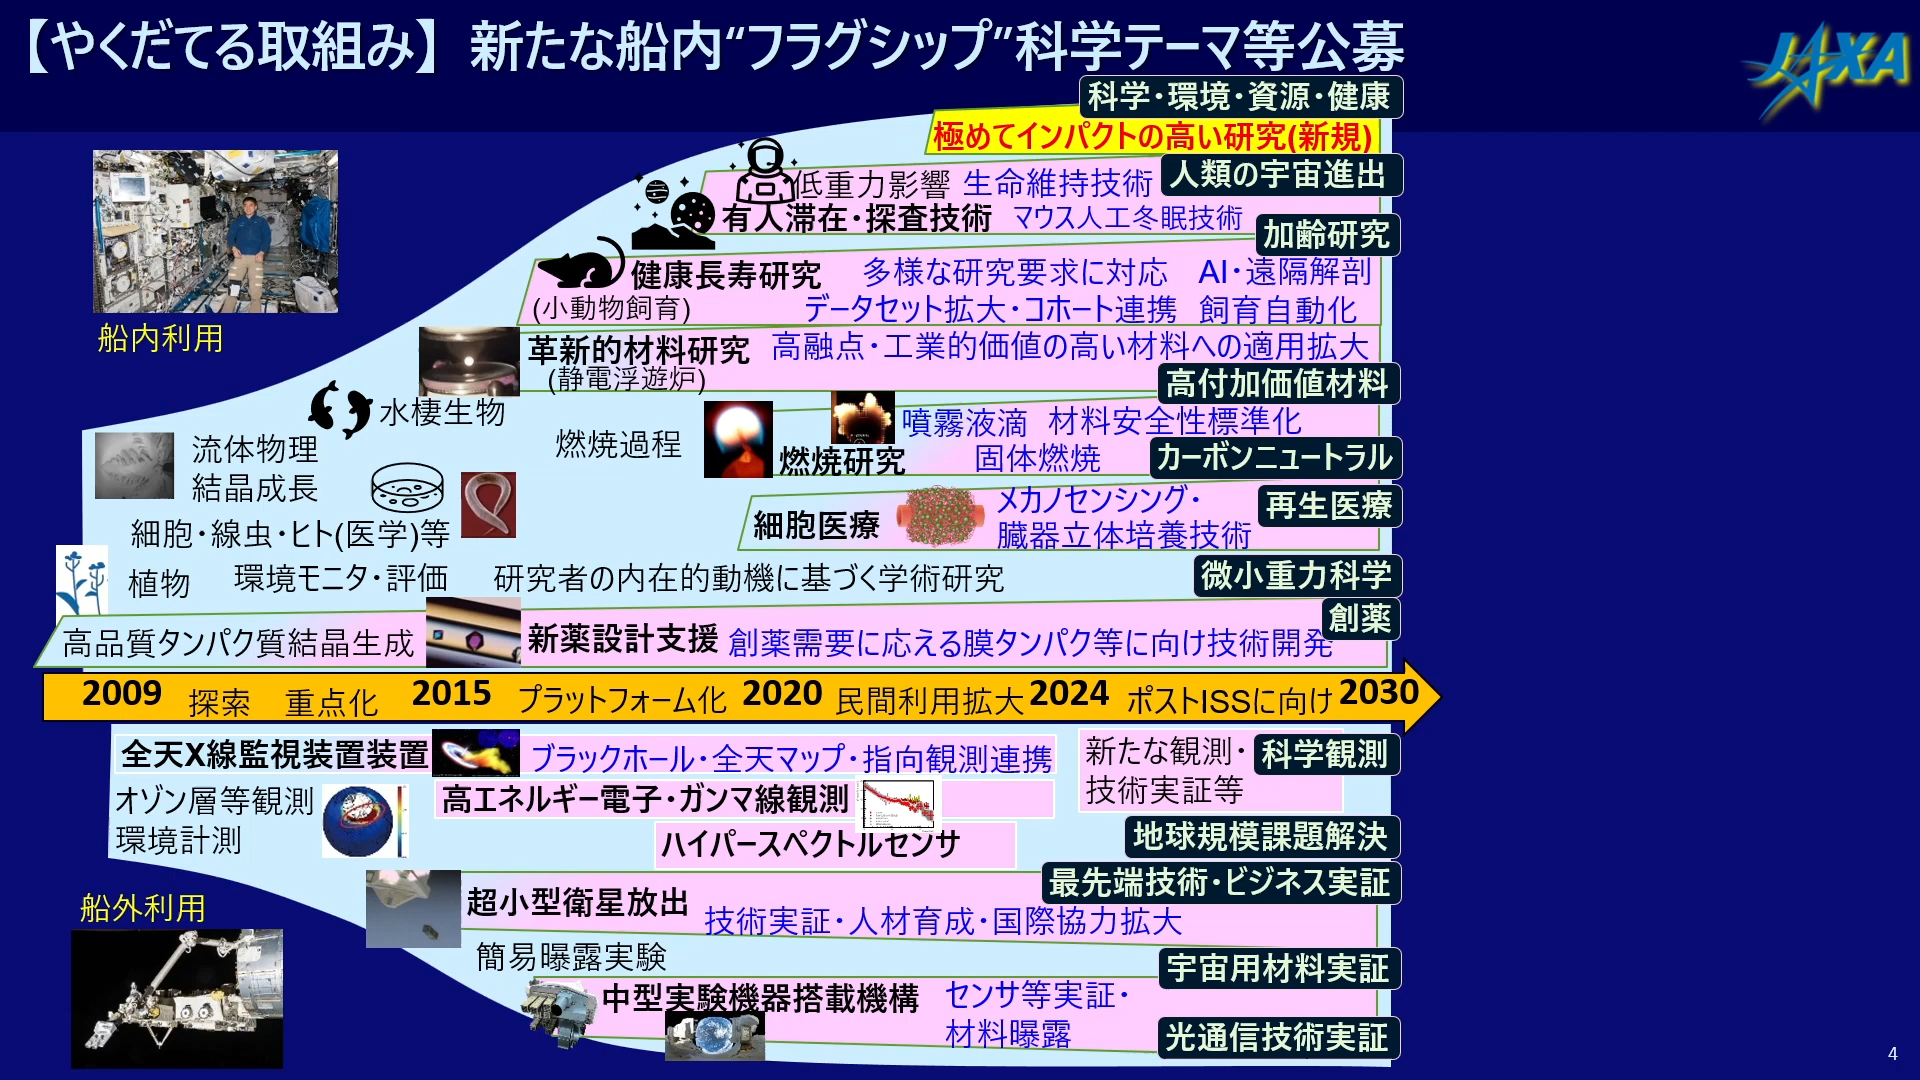 【やくだてる取組み】新たな船内“フラグシップ”科学テーマ等公募
JAXA
科学・環境・資源・健康
極めてインパクトの高い研究(新規)
人類の宇宙進出
低重力影響 生命維持技術
有人滞在・探査技術 マウス人工冬眠技術
加齢研究
健康長寿研究 多様な研究要求に対応 AI・遠隔解剖
(小動物飼育) データセット拡大・コホート連携 飼育自動化
船内利用
革新的材料研究 高融点・工業的価値の高い材料への適用拡大
(静電浮遊炉)
高付加価値材料
水棲生物
噴霧液滴 材料安全性標準化
燃焼過程
燃焼研究 固体燃焼
カーボンニュートラル
流体物理
結晶成長
細胞医療 メカノセンシング・
臓器立体培養技術
再生医療
細胞・線虫・ヒト(医学)等
植物 環境モニタ・評価 研究者の内在的動機に基づく学術研究
微小重力科学
創薬
高品質タンパク質結晶生成 新薬設計支援 創薬需要に応える膜タンパク等に向け技術開発
2009 探索 重点化 2015 プラットフォーム化 2020 民間利用拡大 2024 ポストISSに向け 2030
全天X線監視装置装置 ブラックホール・全天マップ・指向観測連携
新たな観測・
技術実証等
科学観測
オゾン層等観測
環境計測
高エネルギー電子・ガンマ線観測
ハイパースペクトルセンサ
地球規模課題解決
最先端技術・ビジネス実証
船外利用
超小型衛星放出 技術実証・人材育成・国際協力拡大
簡易曝露実験
宇宙用材料実証
中型実験機器搭載機構 センサ等実証・
材料曝露
光通信技術実証
4